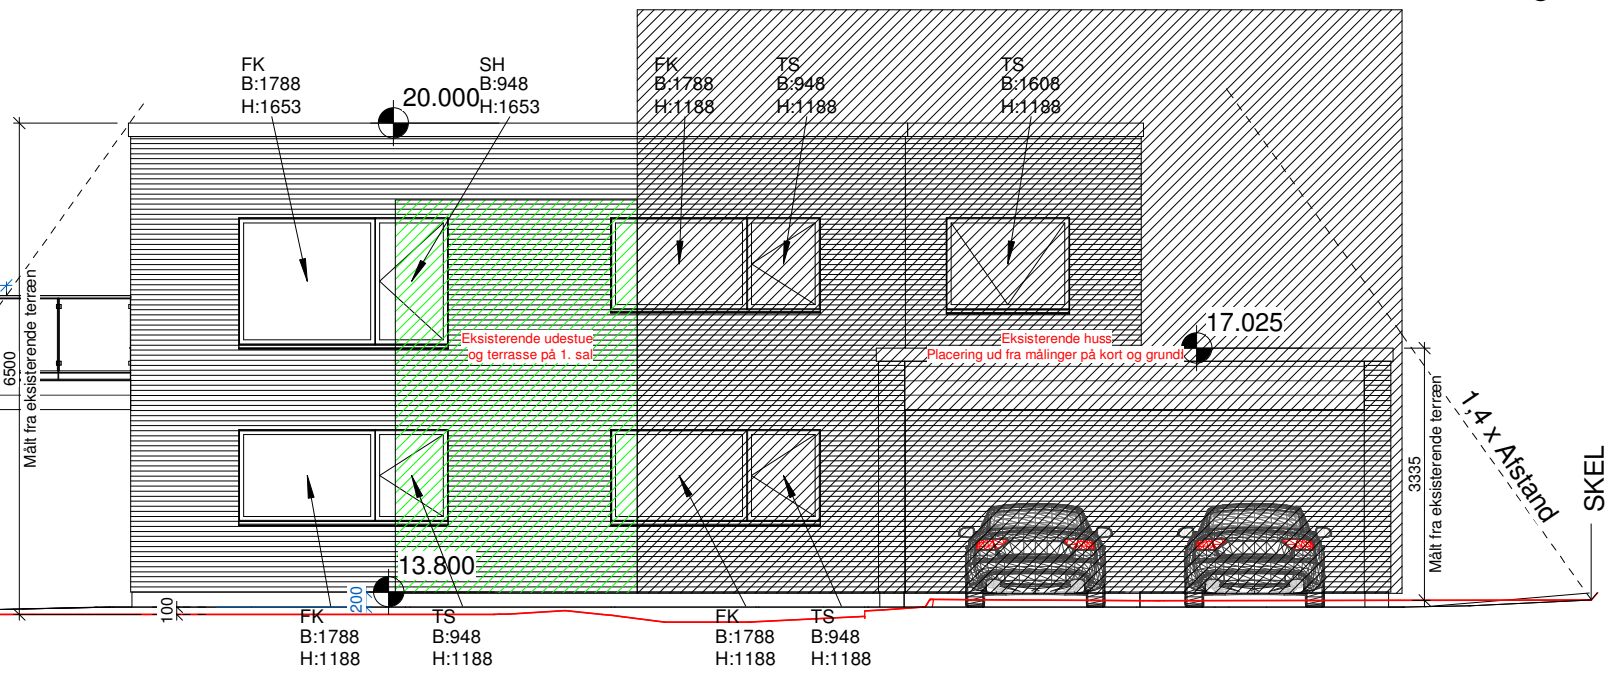 FK
B:1788
H:1653
SH
B:948
H:1653
FK
B:1788
H:1188
TS
B:948
H:1188
TS
B:1608
H:1188
20.000
17.025
Eksisterende udestue
og terrasse på 1. sal
Eksisterende huss
Placering ud fra målinger på kort og grund
6500
Målt fra eksisterende terræn
3335
Målt fra eksisterende terræn
1,4 x Afstand
SKEL
13.800
200
100
FK
B:1788
H:1188
TS
B:948
H:1188
FK
B:1788
H:1188
TS
B:948
H:1188